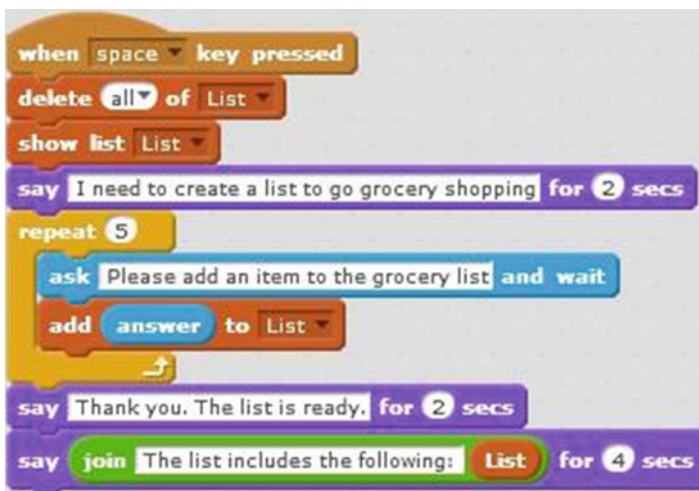 when space key pressed
delete all of List
show list List
say I need to create a list to go grocery shopping for 2 secs
repeat 5
ask Please add an item to the grocery list and wait
add answer to List
say Thank you. The list is ready. for 2 secs
say join The list includes the following: List for 4 secs